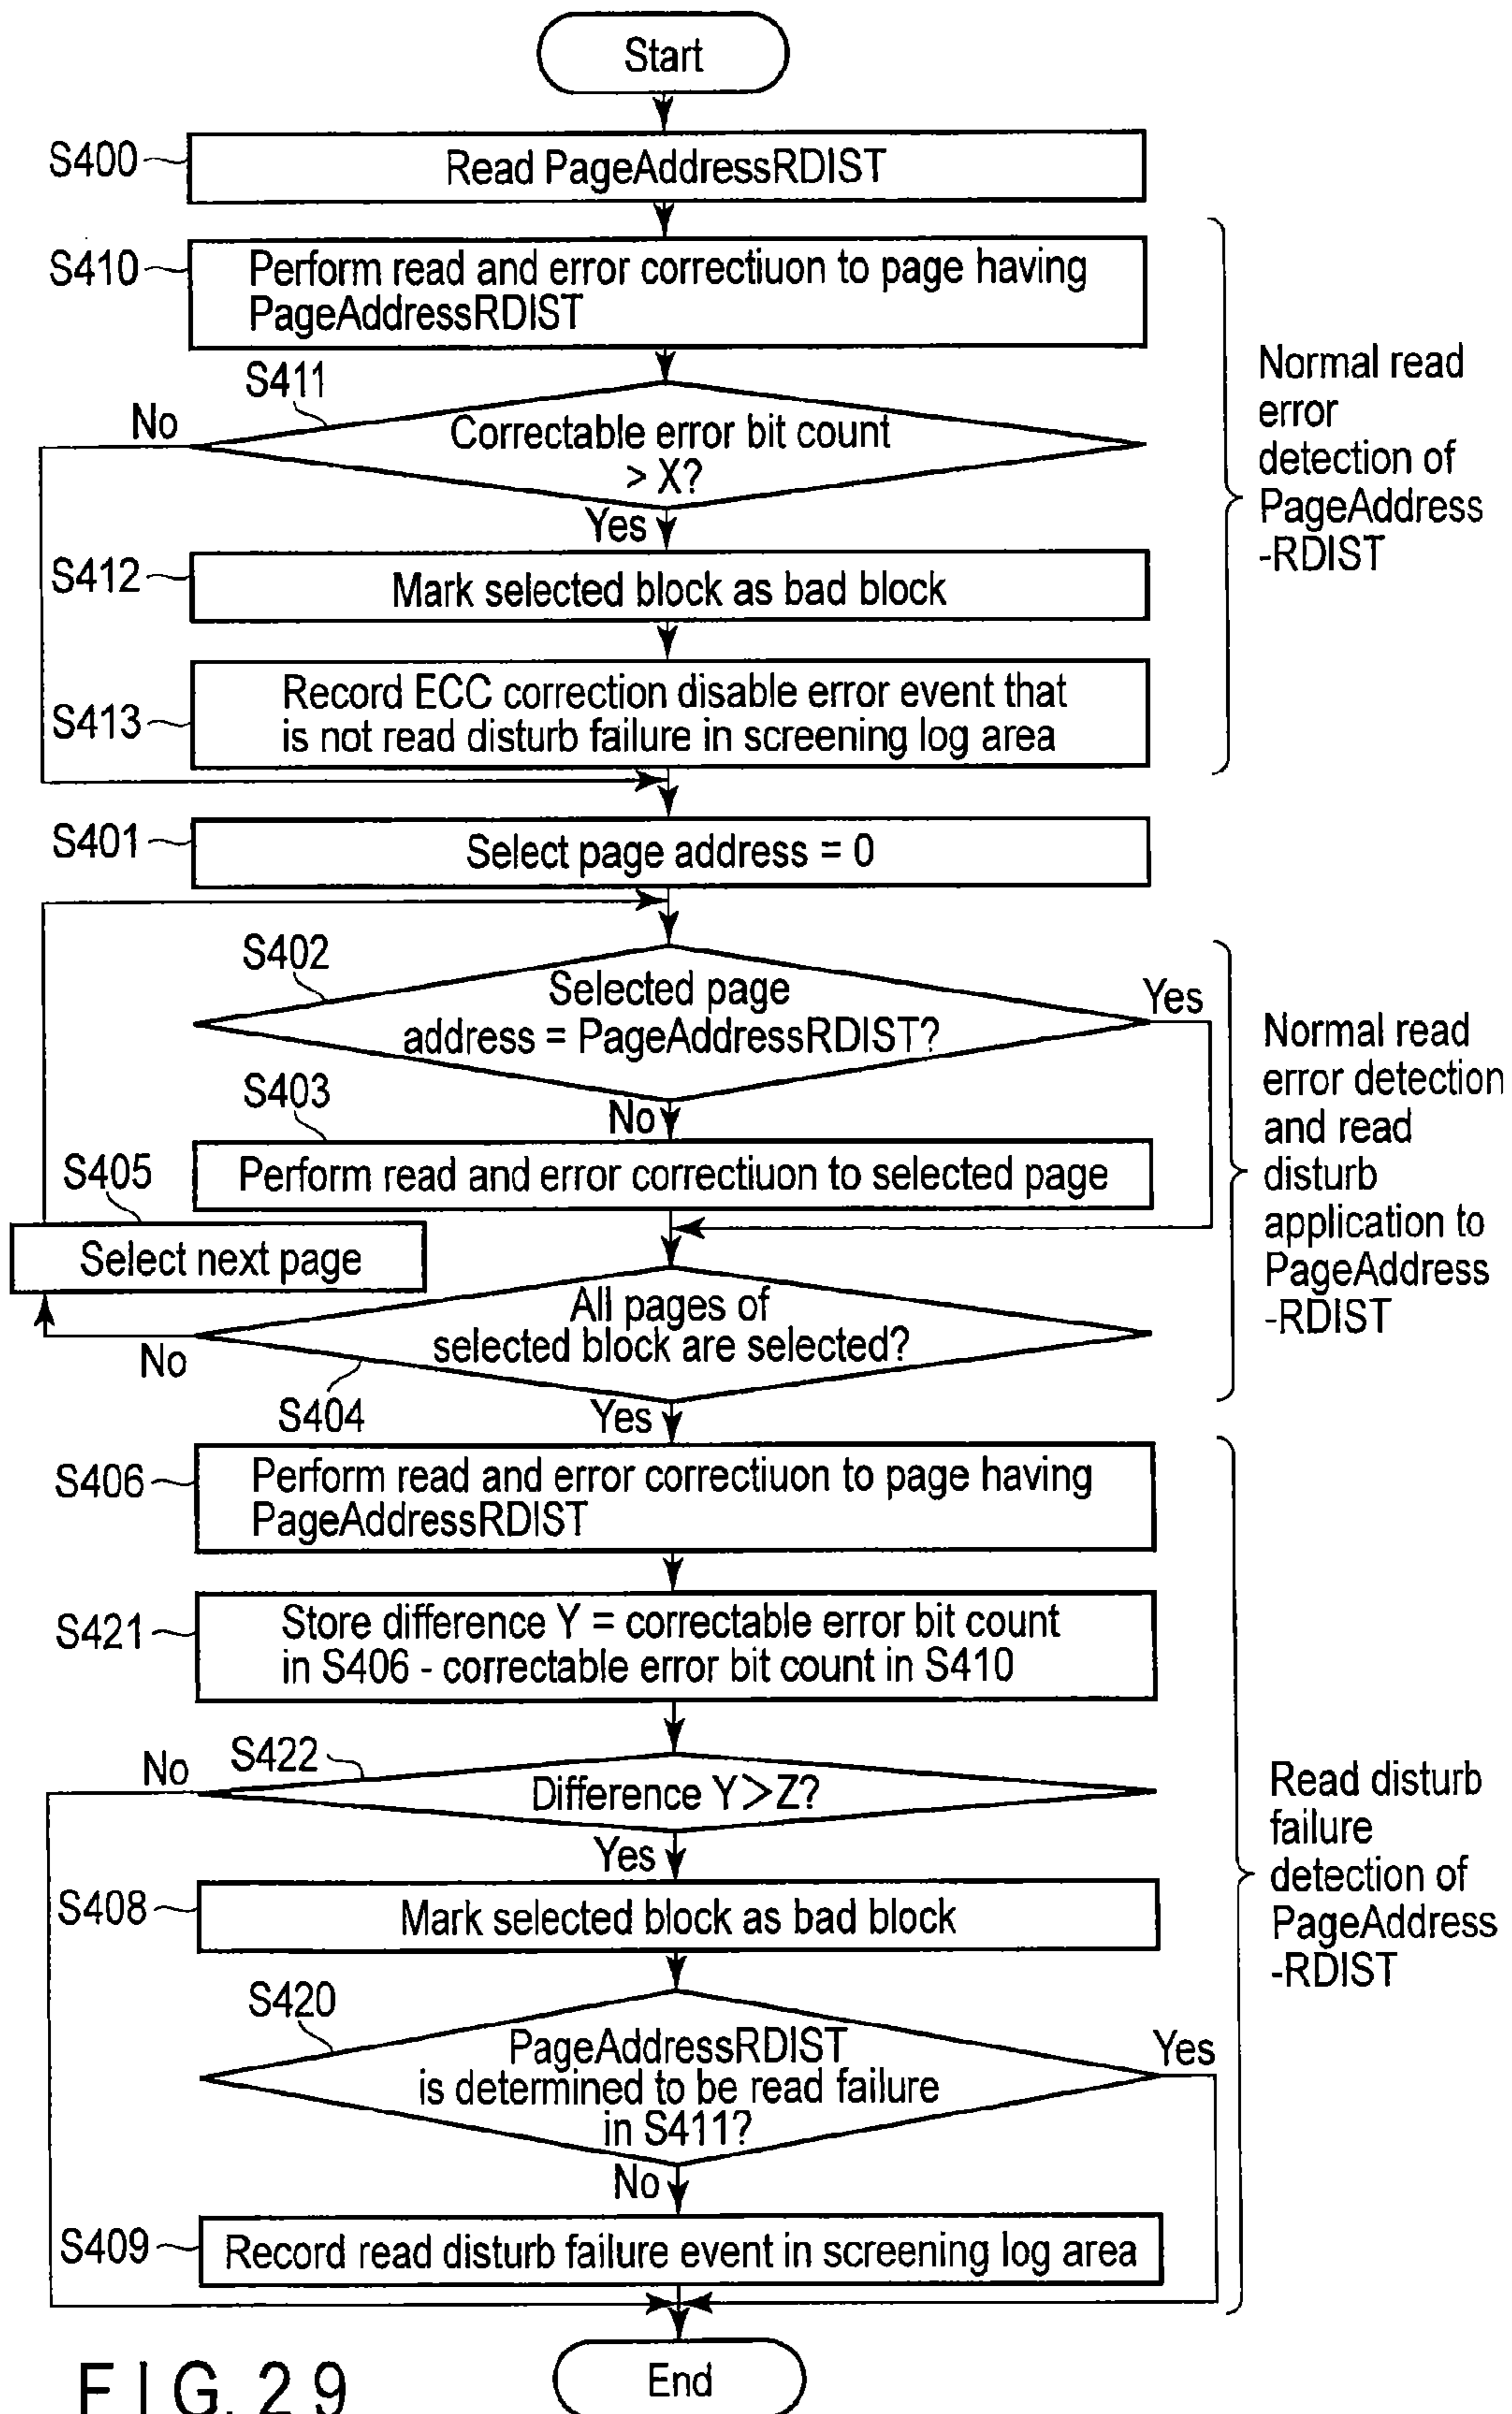 Start
S400
Read PageAddressRDIST
S410
Perform read and error correctiuon to page having
PageAddressRDIST
S411
No
Correctable error bit count
> X?
Yes
S412
Mark selected block as bad block
S413
Record ECC correction disable error event that
is not read disturb failure in screening log area
Normal read
error
detection of
PageAddress
-RDIST
S401
Select page address = 0
S402
Selected page
address = PageAddressRDIST?
Yes
S403
No
Perform read and error correctiuon to selected page
S405
Select next page
All pages of
selected block are selected?
No
S404
Yes
Normal read
error detection
and read
disturb
application to
PageAddress
-RDIST
S406
Perform read and error correctiuon to page having
PageAddressRDIST
S421
Store difference Y = correctable error bit count
in S406 - correctable error bit count in S410
S422
No
Difference Y>Z?
Yes
S408
Mark selected block as bad block
S420
PageAddressRDIST
is determined to be read failure
in S411?
Yes
No
S409
Record read disturb failure event in screening log area
Read disturb
failure
detection of
PageAddress
-RDIST
End
FIG. 29